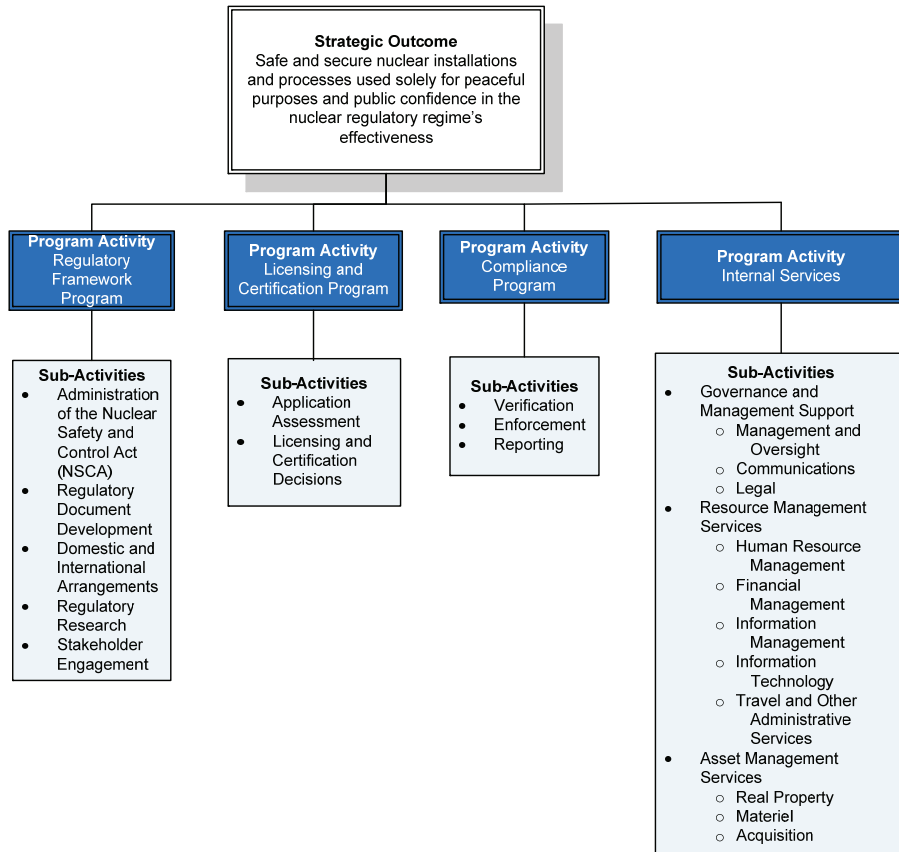 Strategic Outcome
Safe and secure nuclear installations
and processes used solely for peaceful
purposes and public confidence in the
nuclear regulatory regime's
effectiveness
Program Activity
Regulatory
Framework
Program
Program Activity
Licensing and
Certification Program
Program Activity
Compliance
Program
Program Activity
Internal Services
Sub-Activities
• Administration
of the Nuclear
Safety and
Control Act
(NSCA)
• Regulatory
Document
Development
• Domestic and
International
Arrangements
• Regulatory
Research
• Stakeholder
Engagement
Sub-Activities
• Application
Assessment
• Licensing and
Certification
Decisions
Sub-Activities
• Verification
• Enforcement
• Reporting
Sub-Activities
• Governance and
Management Support
o Management and
Oversight
o Communications
o Legal
• Resource Management
Services
o Human Resource
Management
o Financial
Management
o Information
Management
o Information
Technology
o Travel and Other
Administrative
Services
• Asset Management
Services
o Real Property
o Materiel
o Acquisition